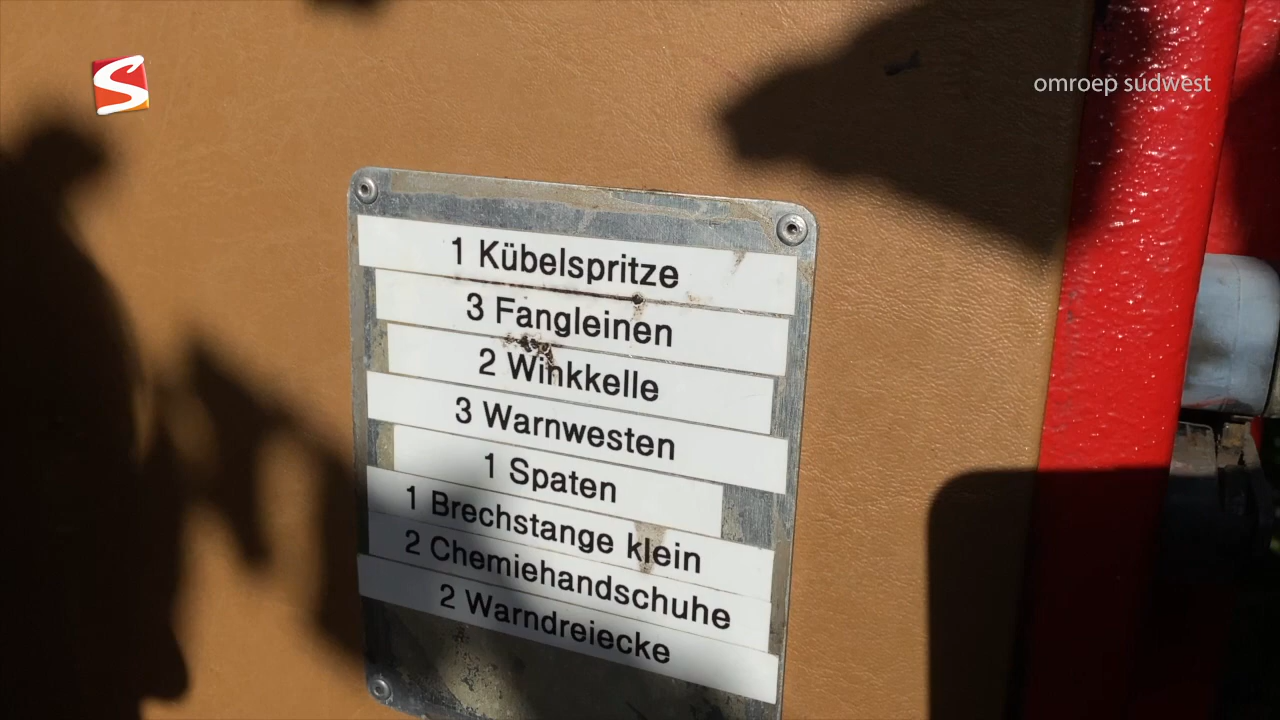 S
omroep súdwest
1 Kübelspritze
3 Fangleinen
2 Winkkelle
3 Warnwesten
1 Spaten
1 Brechstange klein
2 Chemiehandschuhe
2 Warndreiecke